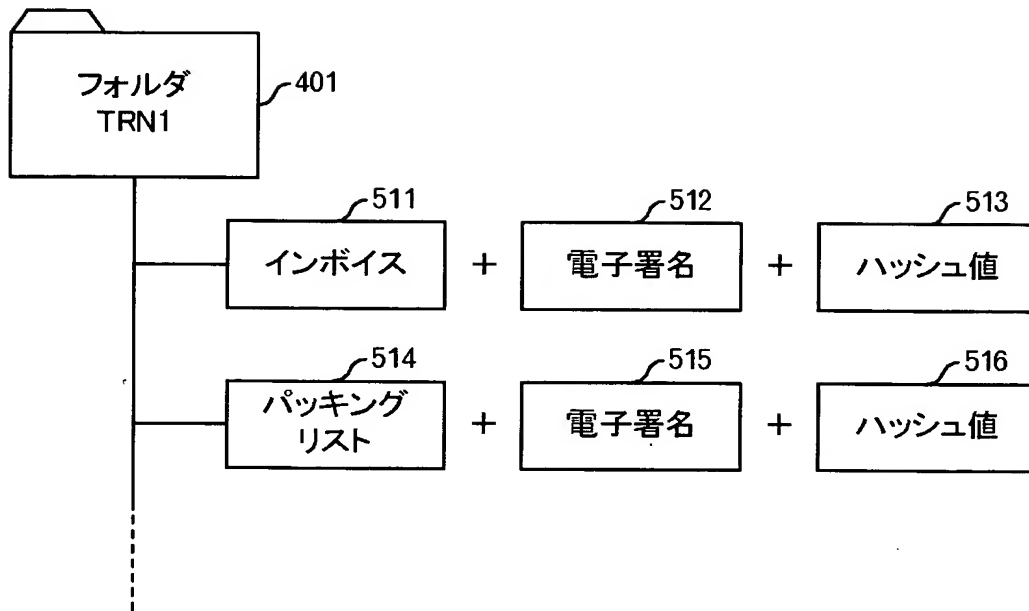 フォルダ
TRN1
401
511
512
513
インボイス
+
電子署名
+
ハッシュ値
514
515
516
パッキング
リスト
+
電子署名
+
ハッシュ値